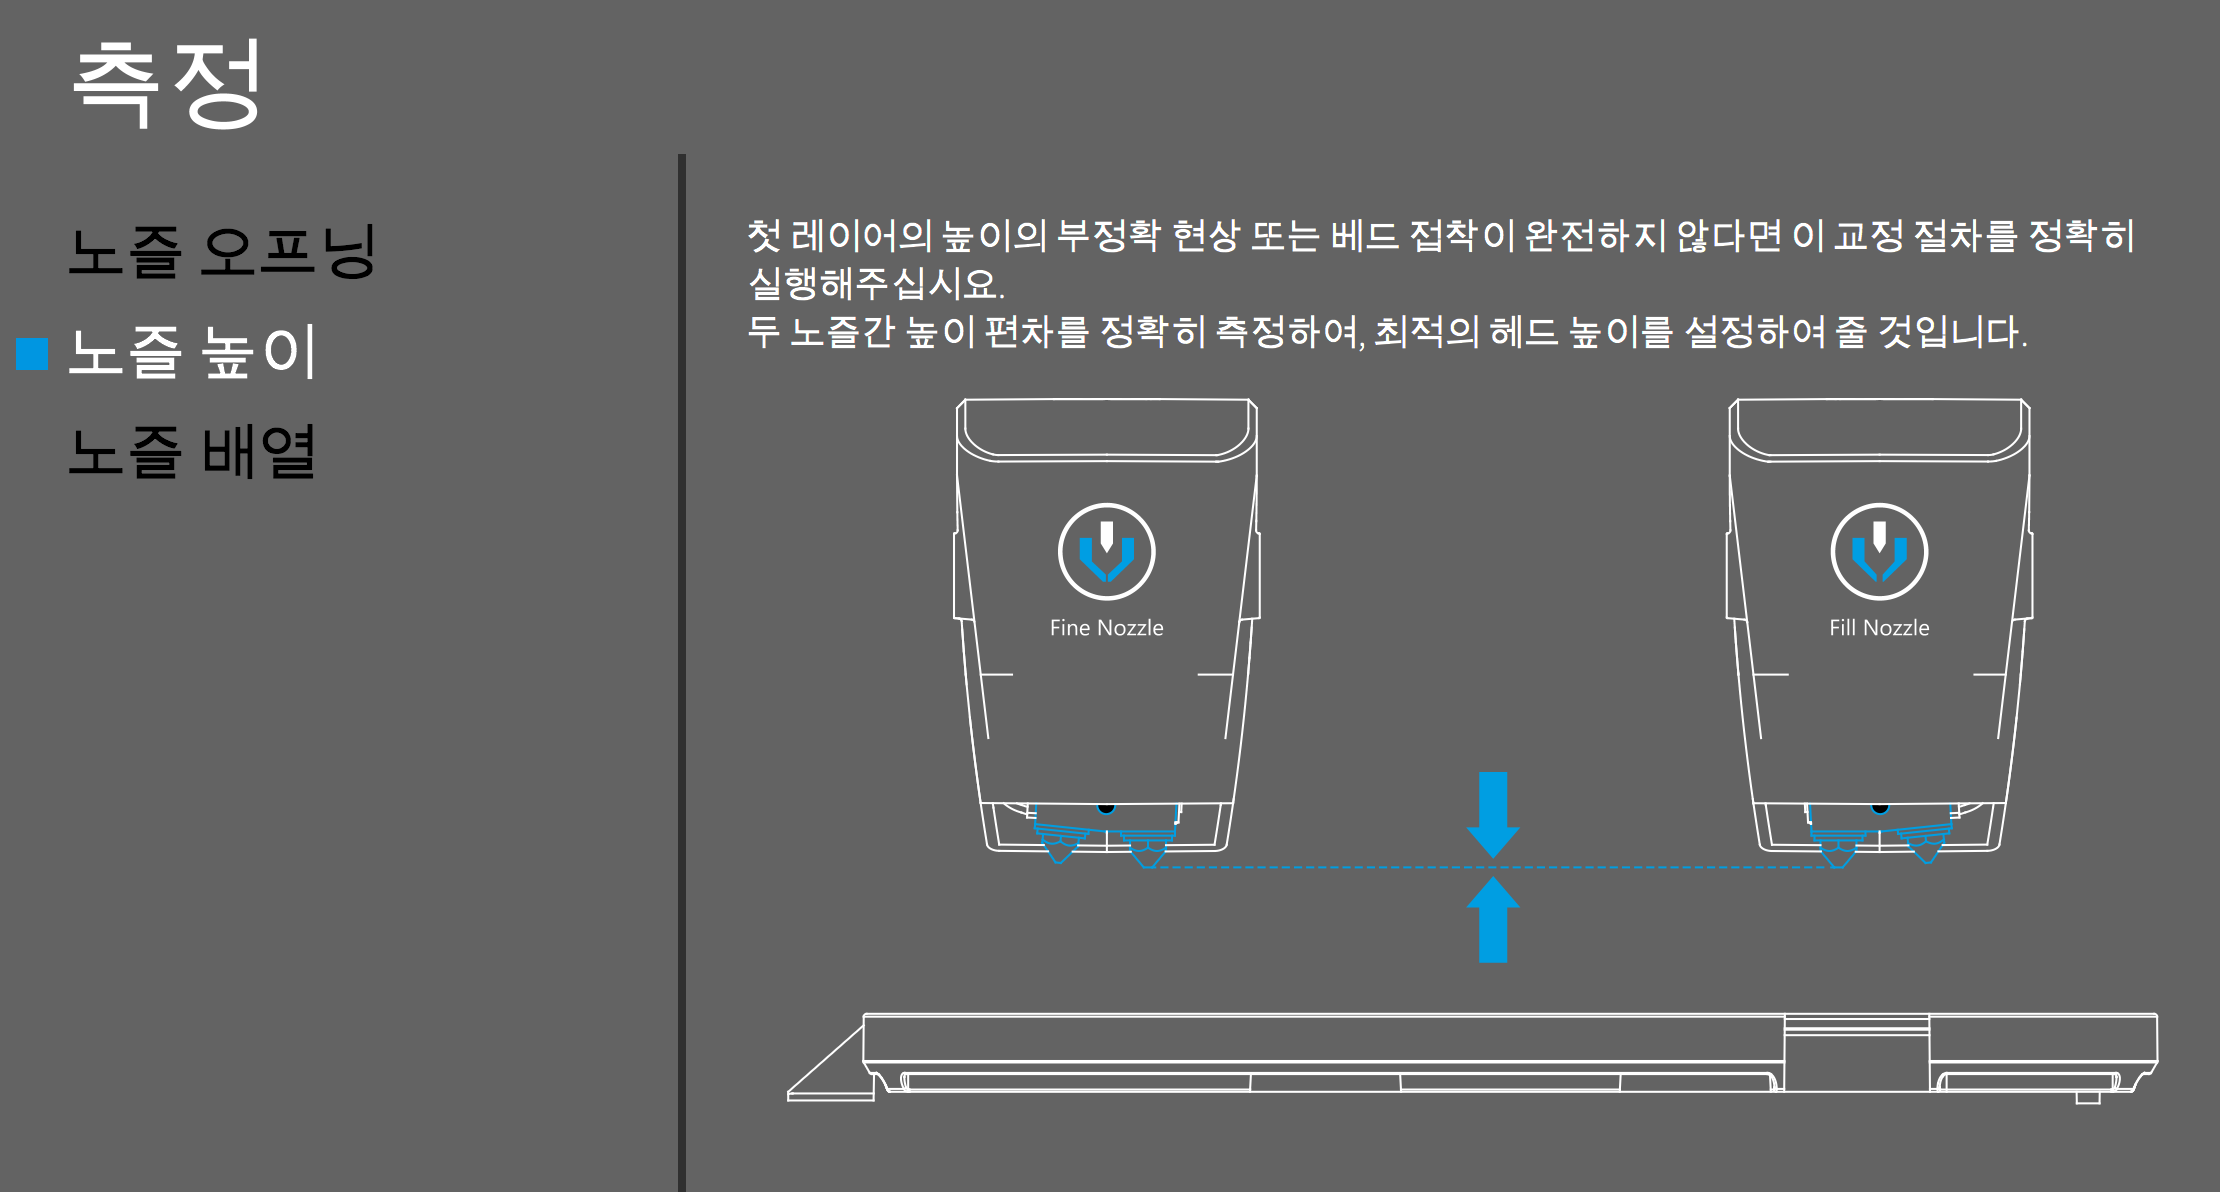 측정
노즐 오프닝
노즐 높이
노즐 배열
첫 레이어의 높이의 부정확 현상 또는 베드 접착이 완전하지 않다면 이 교정 절차를 정확히
실행해주십시요.
두 노즐간 높이 편차를 정확히 측정하여, 최적의 헤드 높이를 설정하여 줄 것입니다.
Fine Nozzle
Fill Nozzle